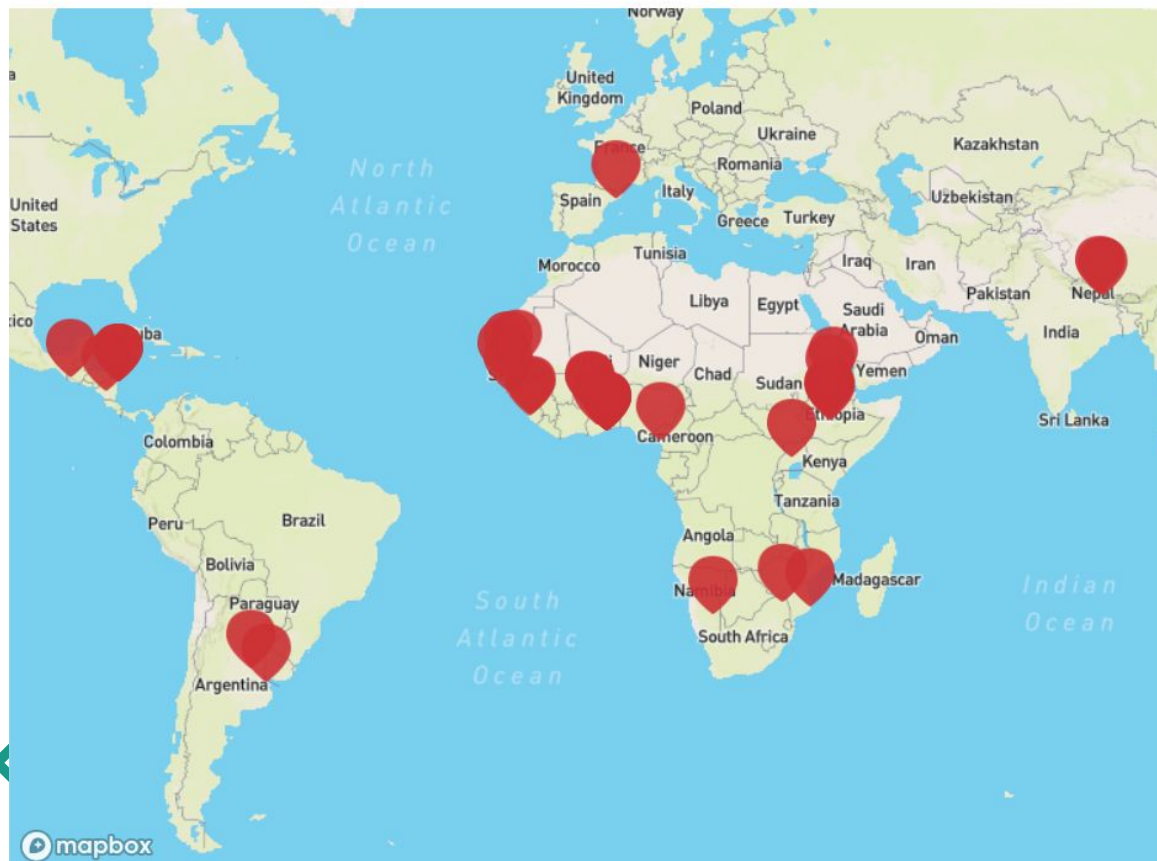 Norway
United
Kingdom
Poland
France
Ukraine
Kazakhstan
Romania
Italy
Spain
Uzbekistan
Greece
Turkey
North
Atlantic
Ocean
United
States
Tunisia
Morocco
Iraq
Iran
Libya
Egypt
Pakistan
Nepal
Saudi
Arabia
Oman
India
Niger
Chad
Sudan
Yemen
Ethiopia
Sri Lanka
Cameroon
Kenya
Colombia
Tanzania
Peru
Brazil
Angola
Bolivia
Namibia
Madagascar
Paraguay
South
Atlantic
Ocean
Indian
Ocean
South Africa
Argentina
mapbox